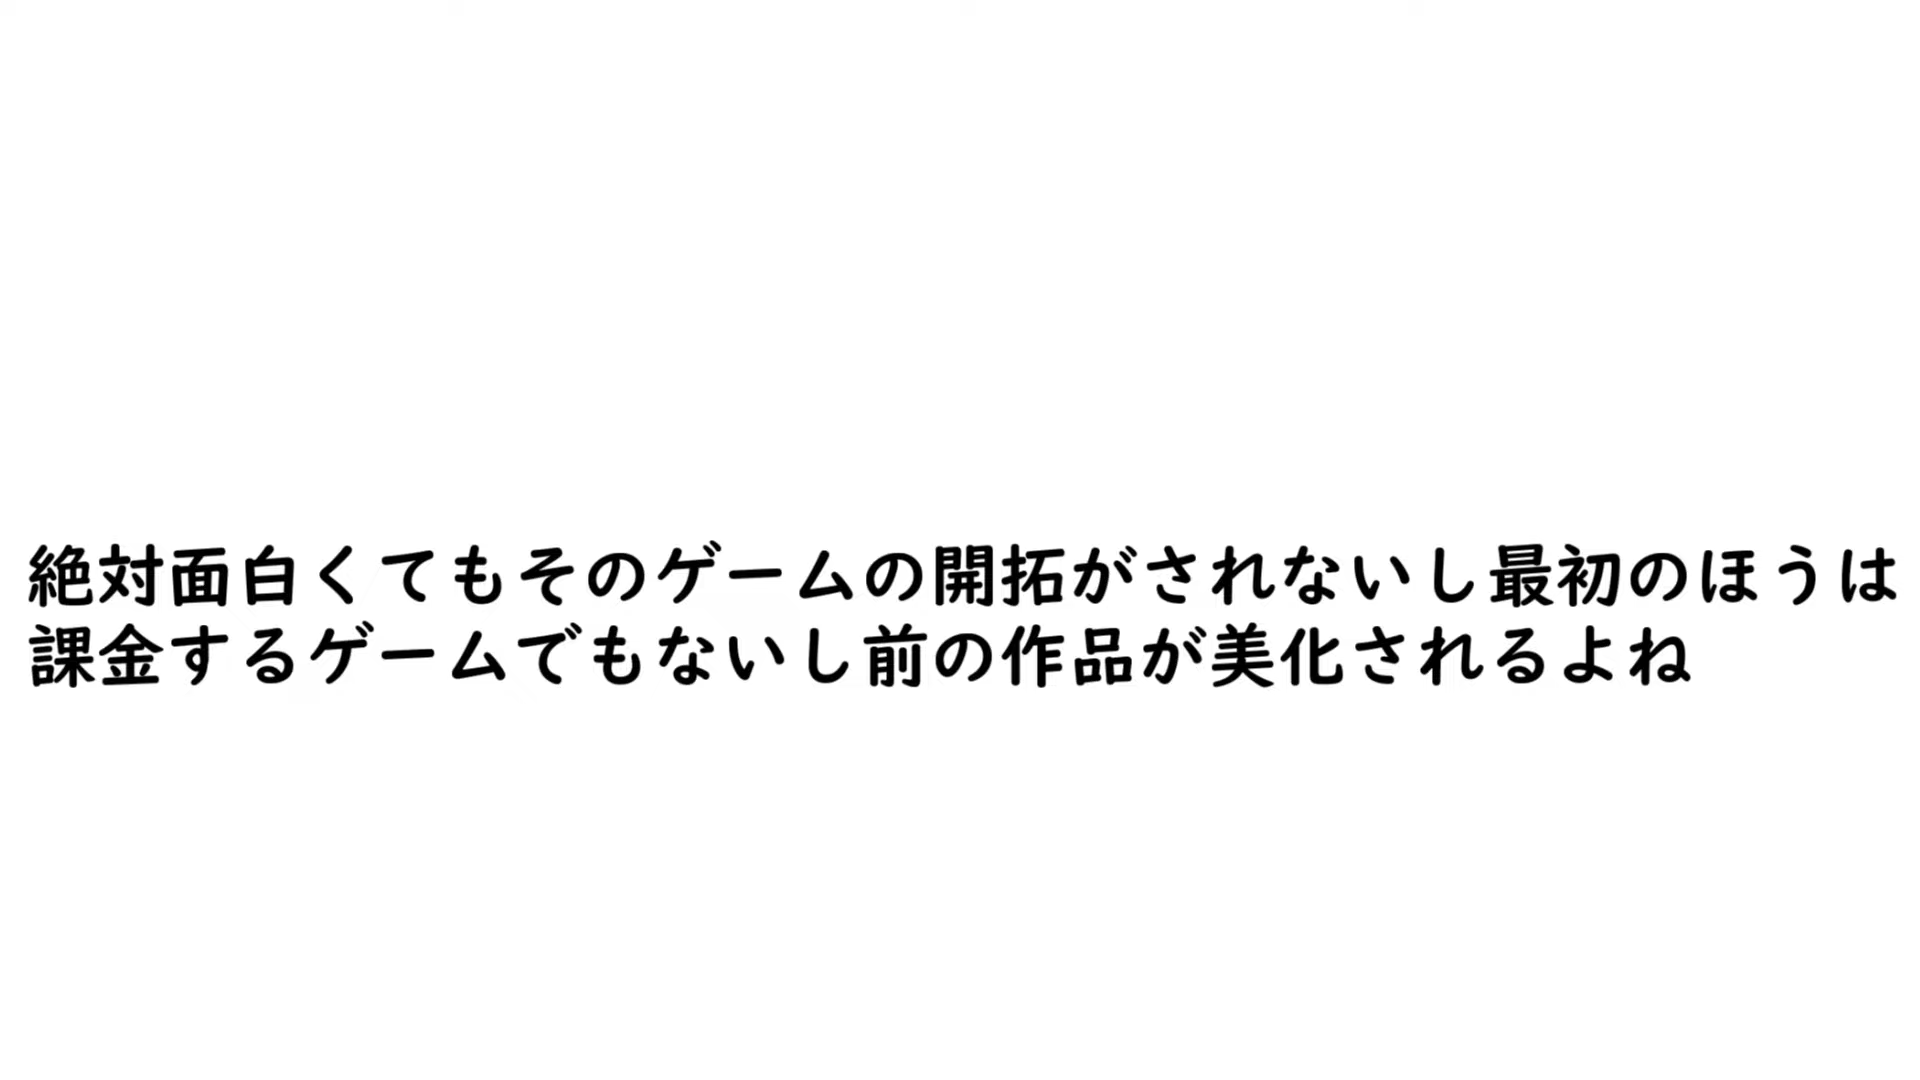 絶対面白くてもそのゲームの開拓がされないし最初のほうは
課金するゲームでもないし前の作品が美化されるよね